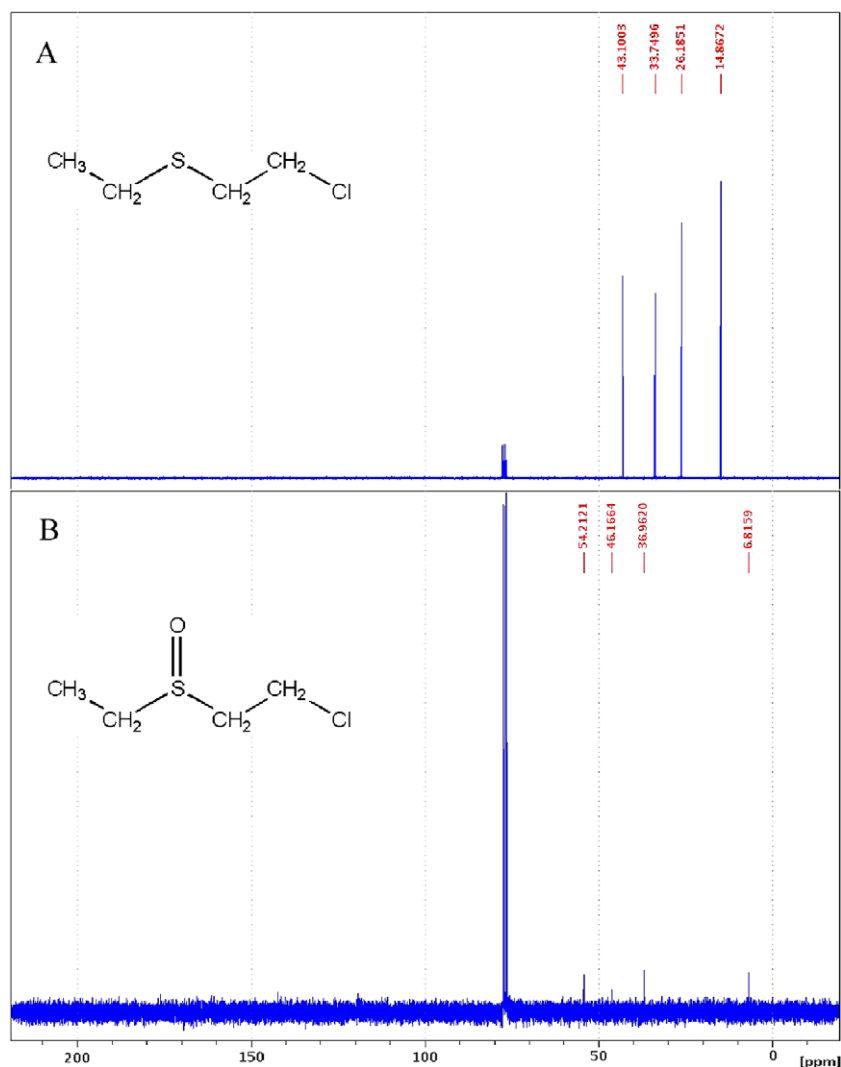 A
43.1003
33.7496
26.1851
14.8672
CH3
S
CH2
CH2
CH2
Cl
B
54.2121
46.1664
36.9620
6.8159
O
CH3
S
CH2
CH2
CH2
Cl
200 150 100 50 0 [ppm]